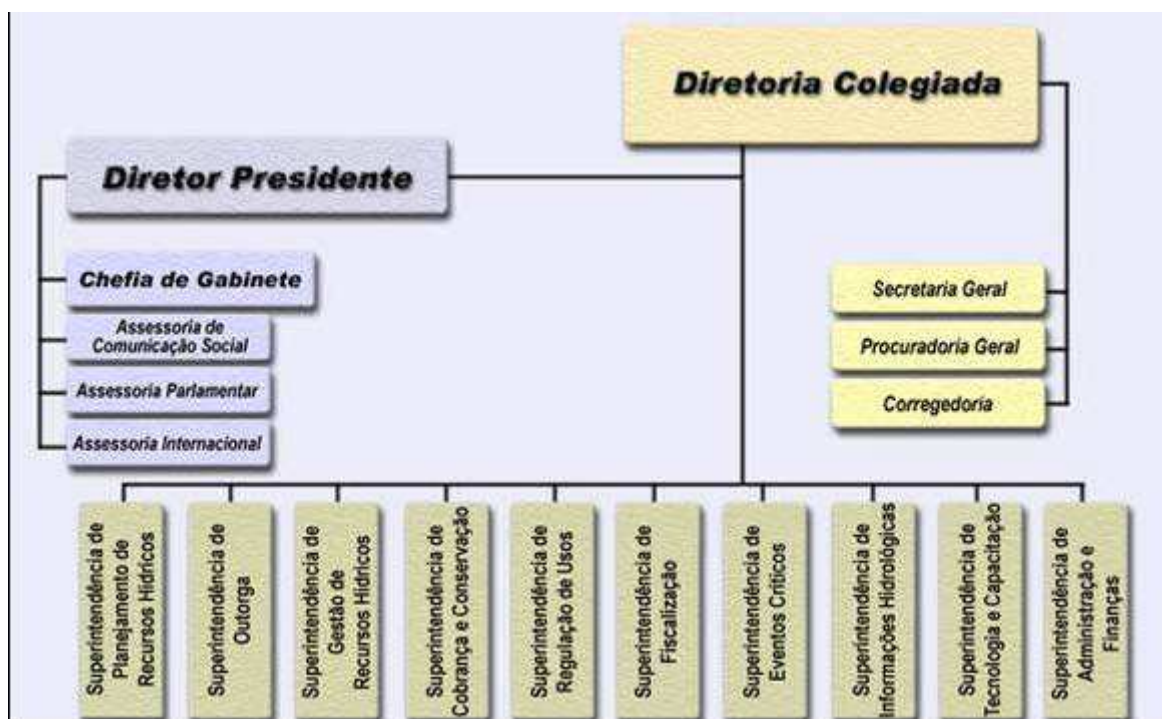 Diretoria Colegiada
Diretor Presidente
Chefia de Gabinete
Assessoria de
Comunicação Social
Assessoria Parlamentar
Assessoria Internacional
Secretaria Geral
Procuradoria Geral
Corregedoria
Superintendência de
Planejamento de
Recursos Hídricos
Superintendência de
Outorga
Superintendência de
Gestão de
Recursos Hídricos
Superintendência de
Cobrança e Conservação
Superintendência de
Regulação de Usos
Superintendência de
Fiscalização
Superintendência de
Eventos Críticos
Superintendência de
Informações Hidrológicas
Superintendência de
Tecnologia e Capacitação
Superintendência de
Administração e
Finanças